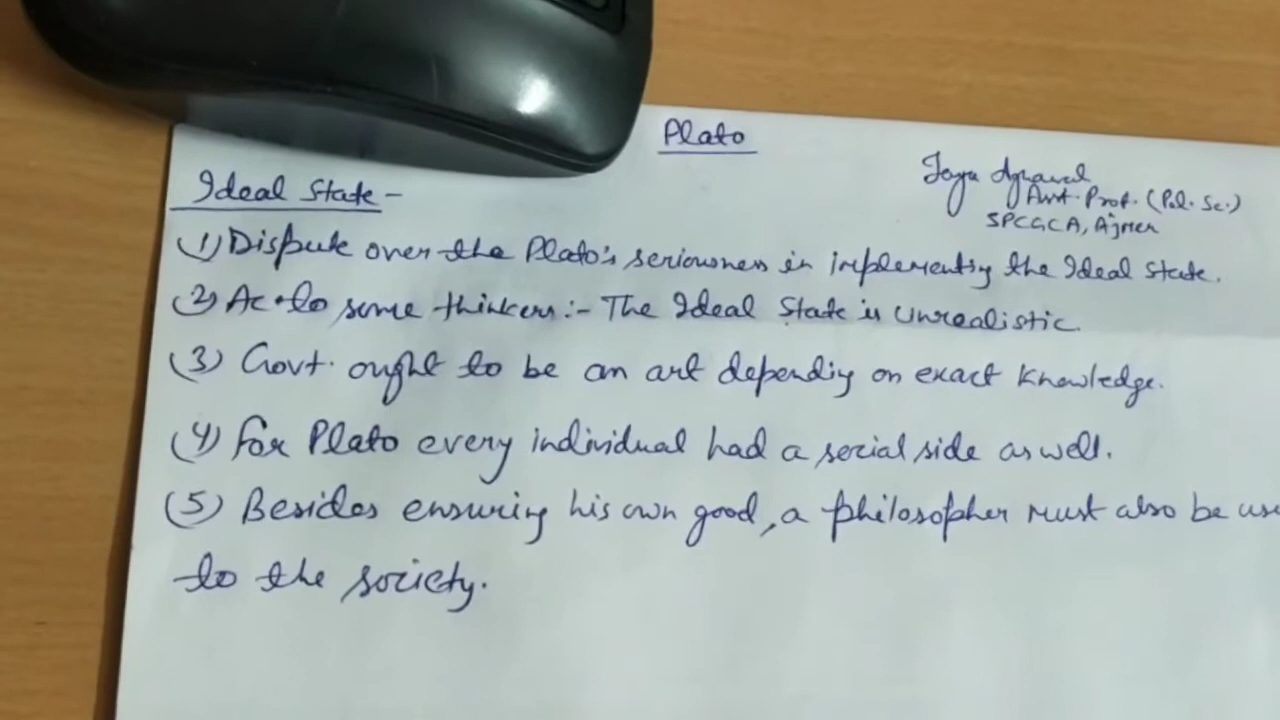 Plato
Jaya Agrawal
Asst. Prof. (Pol. Sc.)
SPCGCA, Ajmer
Ideal State -
(1) Dispute over the Plato's seriousness in implementing the Ideal State.
(2) Ac. to some thinkers :- The Ideal State is unrealistic.
(3) Govt. ought to be an art depending on exact knowledge.
(4) For Plato every individual had a social side as well.
(5) Besides ensuring his own good, a philosopher must also be
to the society.